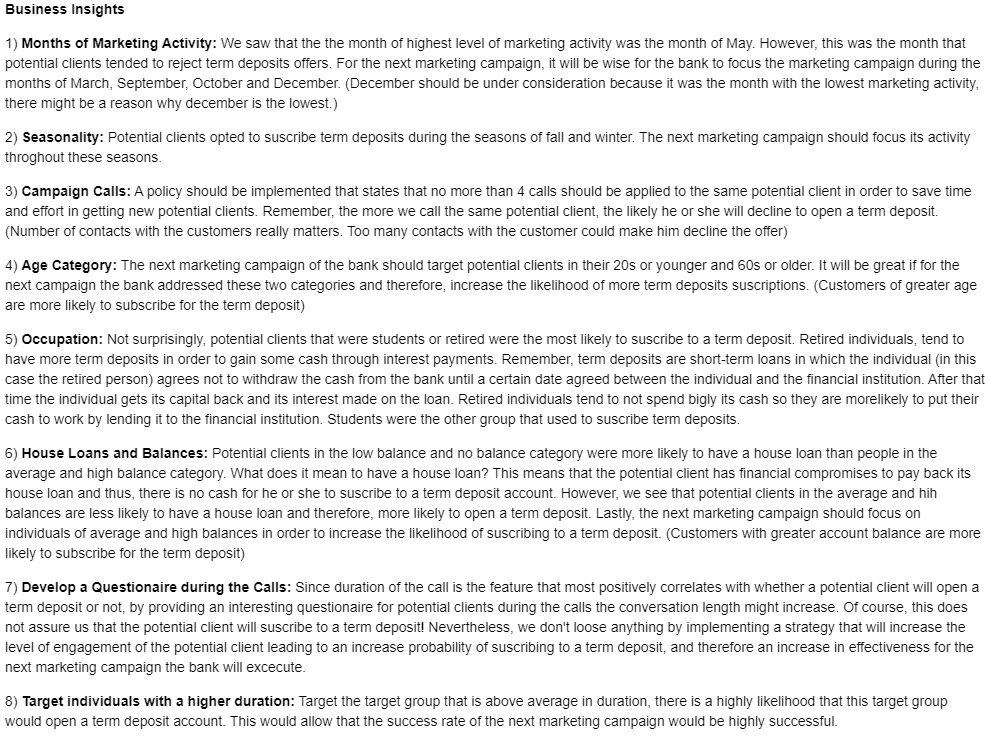 Business Insights
1) Months of Marketing Activity: We saw that the the month of highest level of marketing activity was the month of May. However, this was the month that
potential clients tended to reject term deposits offers. For the next marketing campaign, it will be wise for the bank to focus the marketing campaign during the
months of March, September, October and December. (December should be under consideration because it was the month with the lowest marketing activity,
there might be a reason why december is the lowest.)
2) Seasonality: Potential clients opted to suscribe term deposits during the seasons of fall and winter. The next marketing campaign should focus its activity
throghout these seasons.
3) Campaign Calls: A policy should be implemented that states that no more than 4 calls should be applied to the same potential client in order to save time
and effort in getting new potential clients. Remember, the more we call the same potential client, the likely he or she will decline to open a term deposit.
(Number of contacts with the customers really matters. Too many contacts with the customer could make him decline the offer)
4) Age Category: The next marketing campaign of the bank should target potential clients in their 20s or younger and 60s or older. It will be great if for the
next campaign the bank addressed these two categories and therefore, increase the likelihood of more term deposits suscriptions. (Customers of greater age
are more likely to subscribe for the term deposit)
5) Occupation: Not surprisingly, potential clients that were students or retired were the most likely to suscribe to a term deposit. Retired individuals, tend to
have more term deposits in order to gain some cash through interest payments. Remember, term deposits are short-term loans in which the individual (in this
case the retired person) agrees not to withdraw the cash from the bank until a certain date agreed between the individual and the financial institution. After that
time the individual gets its capital back and its interest made on the loan. Retired individuals tend to not spend bigly its cash so they are morelikely to put their
cash to work by lending it to the financial institution. Students were the other group that used to suscribe term deposits.
6) House Loans and Balances: Potential clients in the low balance and no balance category were more likely to have a house loan than people in the
average and high balance category. What does it mean to have a house loan? This means that the potential client has financial compromises to pay back its
house loan and thus, there is no cash for he or she to suscribe to a term deposit account. However, we see that potential clients in the average and hih
balances are less likely to have a house loan and therefore, more likely to open a term deposit. Lastly, the next marketing campaign should focus on
individuals of average and high balances in order to increase the likelihood of suscribing to a term deposit. (Customers with greater account balance are more
likely to subscribe for the term deposit)
7) Develop a Questionaire during the Calls: Since duration of the call is the feature that most positively correlates with whether a potential client will open a
term deposit or not, by providing an interesting questionaire for potential clients during the calls the conversation length might increase. Of course, this does
not assure us that the potential client will suscribe to a term deposit! Nevertheless, we don't loose anything by implementing a strategy that will increase the
level of engagement of the potential client leading to an increase probability of suscribing to a term deposit, and therefore an increase in effectiveness for the
next marketing campaign the bank will excecute.
8) Target individuals with a higher duration: Target the target group that is above average in duration, there is a highly likelihood that this target group
would open a term deposit account. This would allow that the success rate of the next marketing campaign would be highly successful.